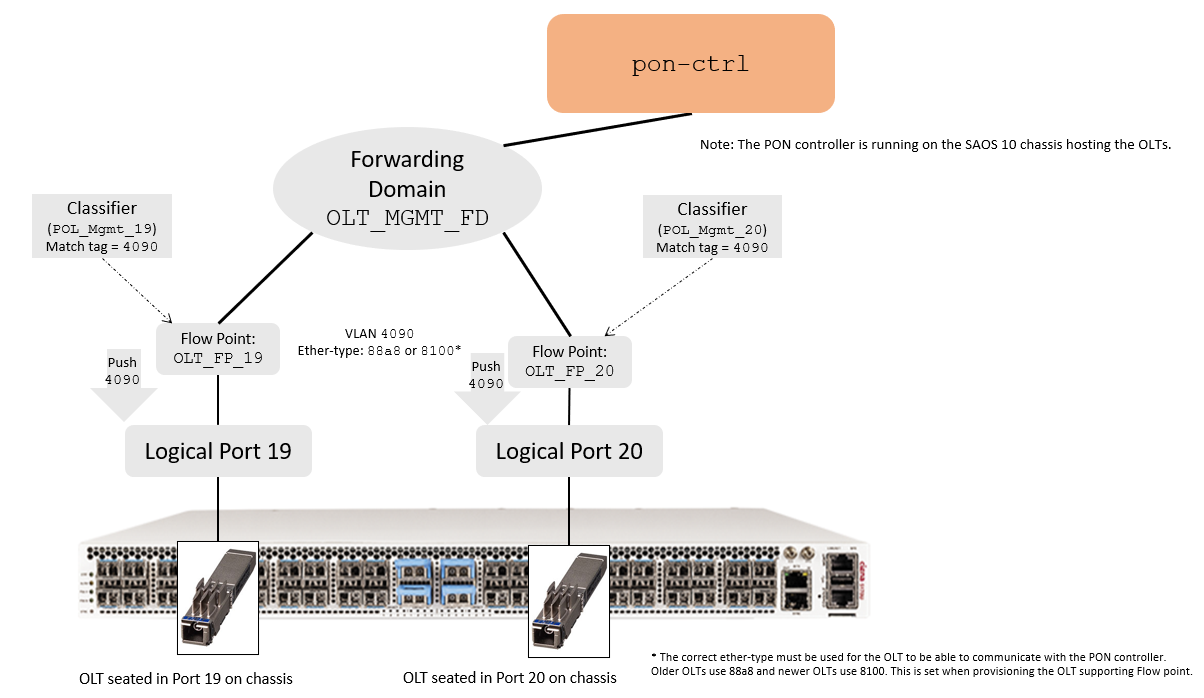 pon-ctrl
Note: The PON controller is running on the SAOS 10 chassis hosting the OLTs.
Forwarding
Domain
OLT_MGMT_FD
Classifier
(POL_Mgmt_19)
Match tag = 4090
Classifier
(POL_Mgmt_20)
Match tag = 4090
Flow Point:
OLT_FP_19
VLAN 4090
Ether-type: 88a8 or 8100*
Flow Point:
OLT_FP_20
Push
4090
Push
4090
Logical Port 19
Logical Port 20
ciena
OLT seated in Port 19 on chassis
OLT seated in Port 20 on chassis
* The correct ether-type must be used for the OLT to be able to communicate with the PON controller.
Older OLTs use 88a8 and newer OLTs use 8100. This is set when provisioning the OLT supporting Flow point.